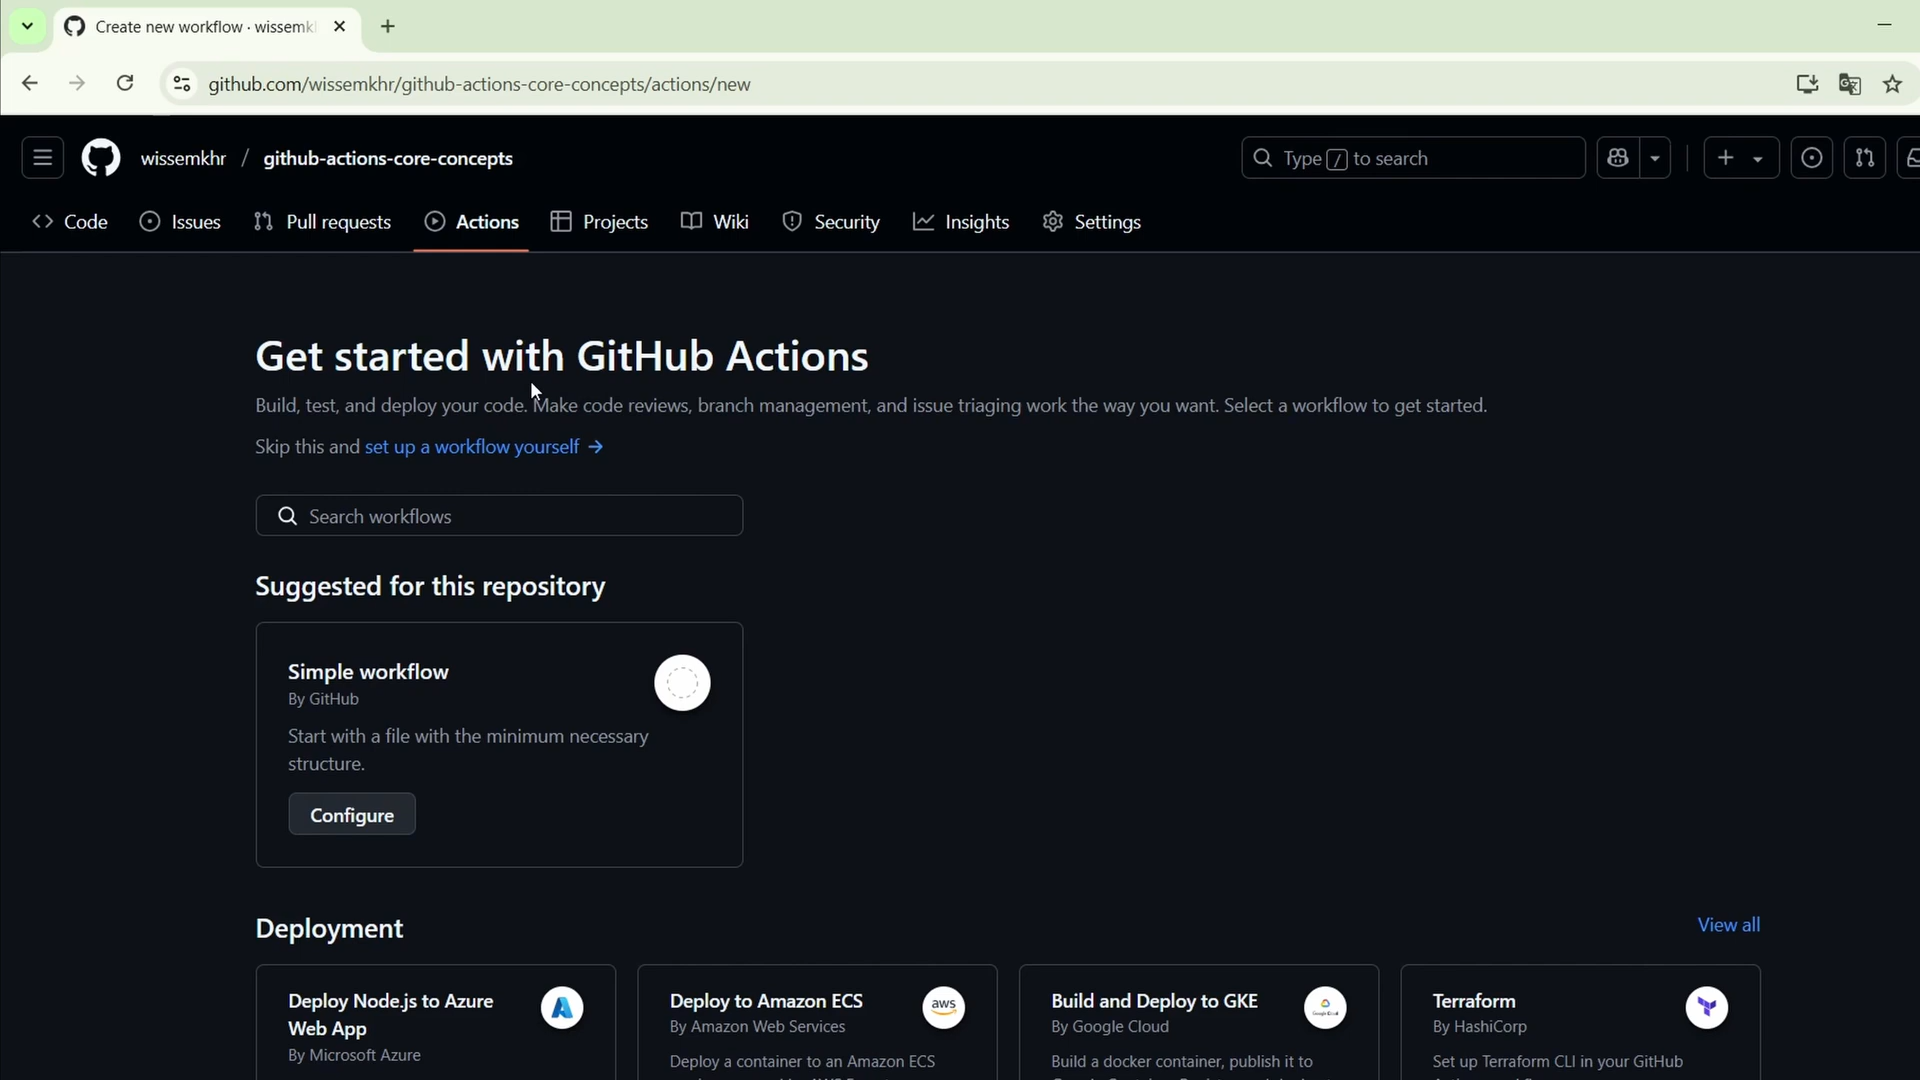 Create new workflow · wissemkh
github.com/wissemkhr/github-actions-core-concepts/actions/new
wissemkhr / github-actions-core-concepts
Type / to search
Code Issues Pull requests Actions Projects Wiki Security Insights Settings
Get started with GitHub Actions
Build, test, and deploy your code. Make code reviews, branch management, and issue triaging work the way you want. Select a workflow to get started.
Skip this and set up a workflow yourself →
Search workflows
Suggested for this repository
Simple workflow
By GitHub
Start with a file with the minimum necessary
structure.
Configure
Deployment
View all
Deploy Node.js to Azure
Web App
By Microsoft Azure
Deploy to Amazon ECS
By Amazon Web Services
Deploy a container to an Amazon ECS
aws
Build and Deploy to GKE
By Google Cloud
Build a docker container, publish it to
Google Cloud
Terraform
By HashiCorp
Set up Terraform CLI in your GitHub